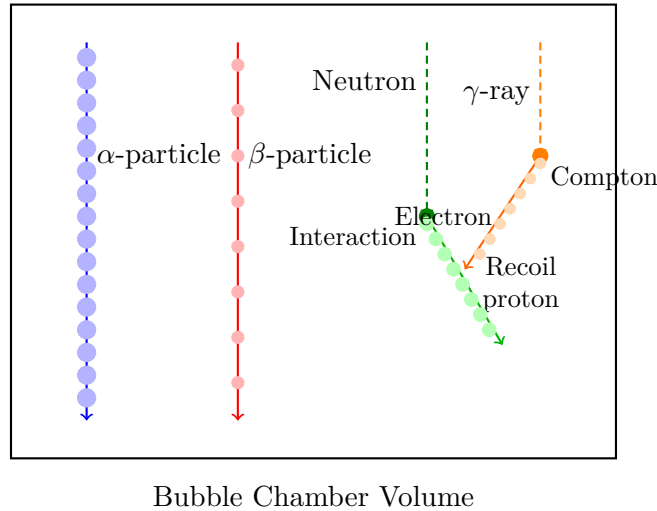 Neutron
γ-ray
α-particle
β-particle
Compton
Electron
Interaction
Recoil
proton
Bubble Chamber Volume